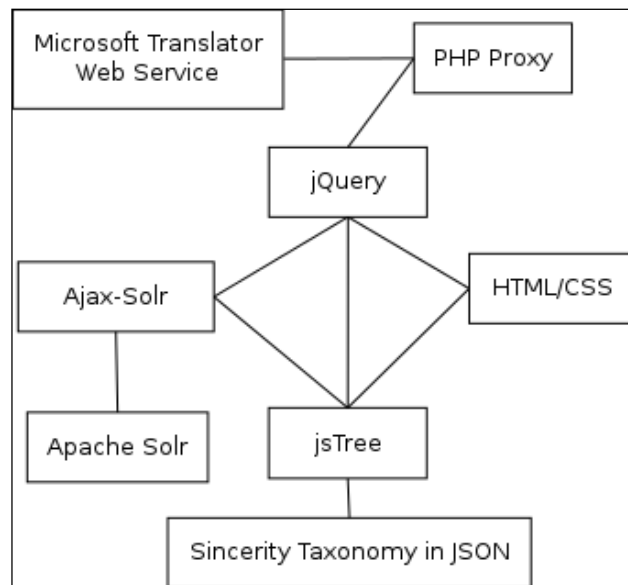 Microsoft Translator
Web Service
PHP Proxy
jQuery
Ajax-Solr
HTML/CSS
Apache Solr
jsTree
Sincerity Taxonomy in JSON